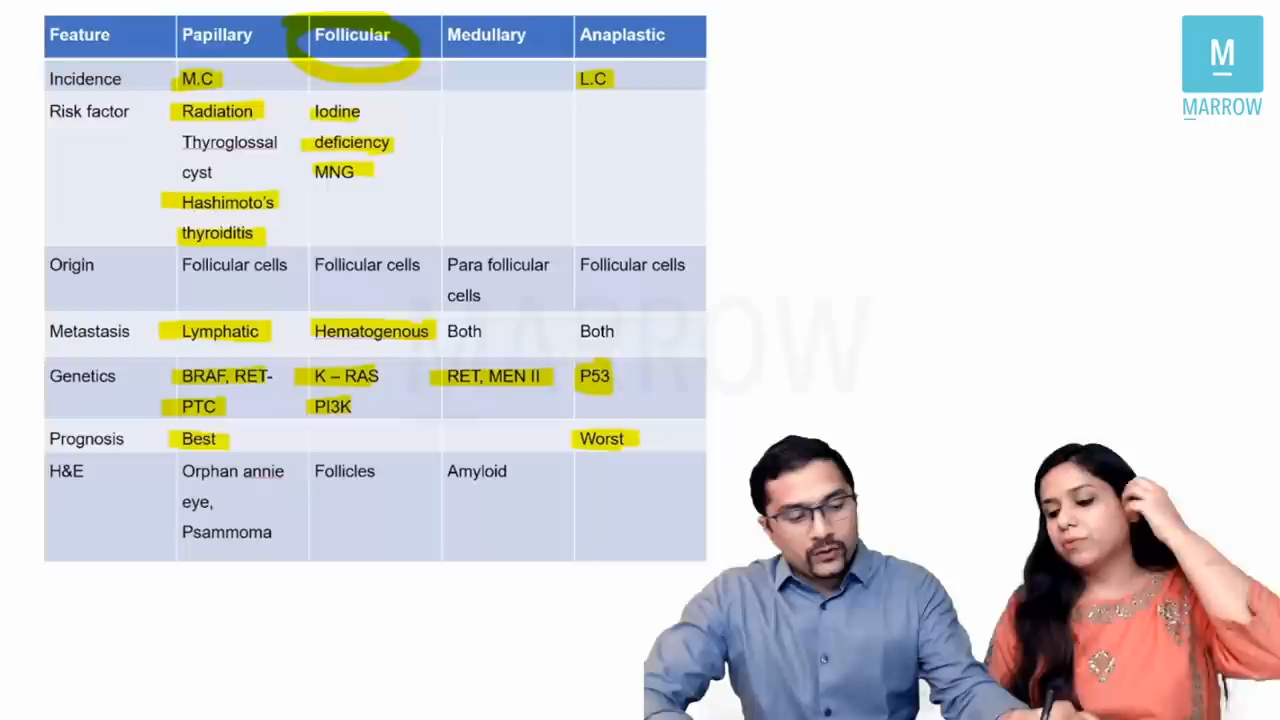 Feature Papillary Follicular Medullary Anaplastic
Incidence M.C L.C
Risk factor Radiation Iodine
Thyroglossal deficiency
cyst MNG
Hashimoto's
thyroiditis
Origin Follicular cells Follicular cells Para follicular Follicular cells
cells
Metastasis Lymphatic Hematogenous Both Both
Genetics BRAF, RET- K – RAS RET, MEN II P53
PTC PI3K
Prognosis Best Worst
H&E Orphan annie Follicles Amyloid
eye,
Psammoma
M
MARROW
MARROW